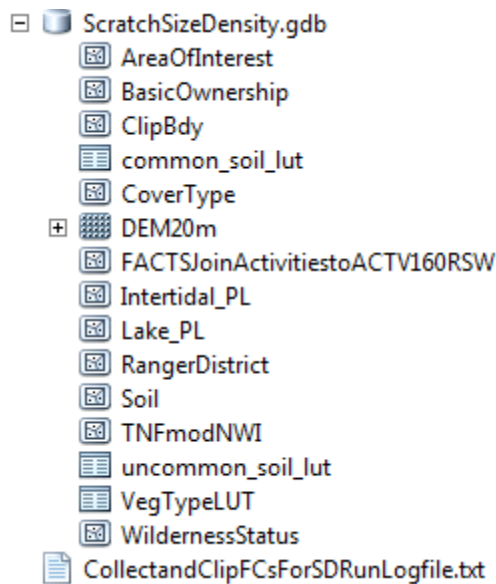 ScratchSizeDensity.gdb
AreaOfInterest
BasicOwnership
ClipBdy
common_soil_lut
CoverType
DEM20m
FACTSJoinActivitiestoACTV160RSW
Intertidal_PL
Lake_PL
RangerDistrict
Soil
TNFmodNWI
uncommon_soil_lut
VegTypeLUT
WildernessStatus
CollectandClipFCsForSDRunLogfile.txt